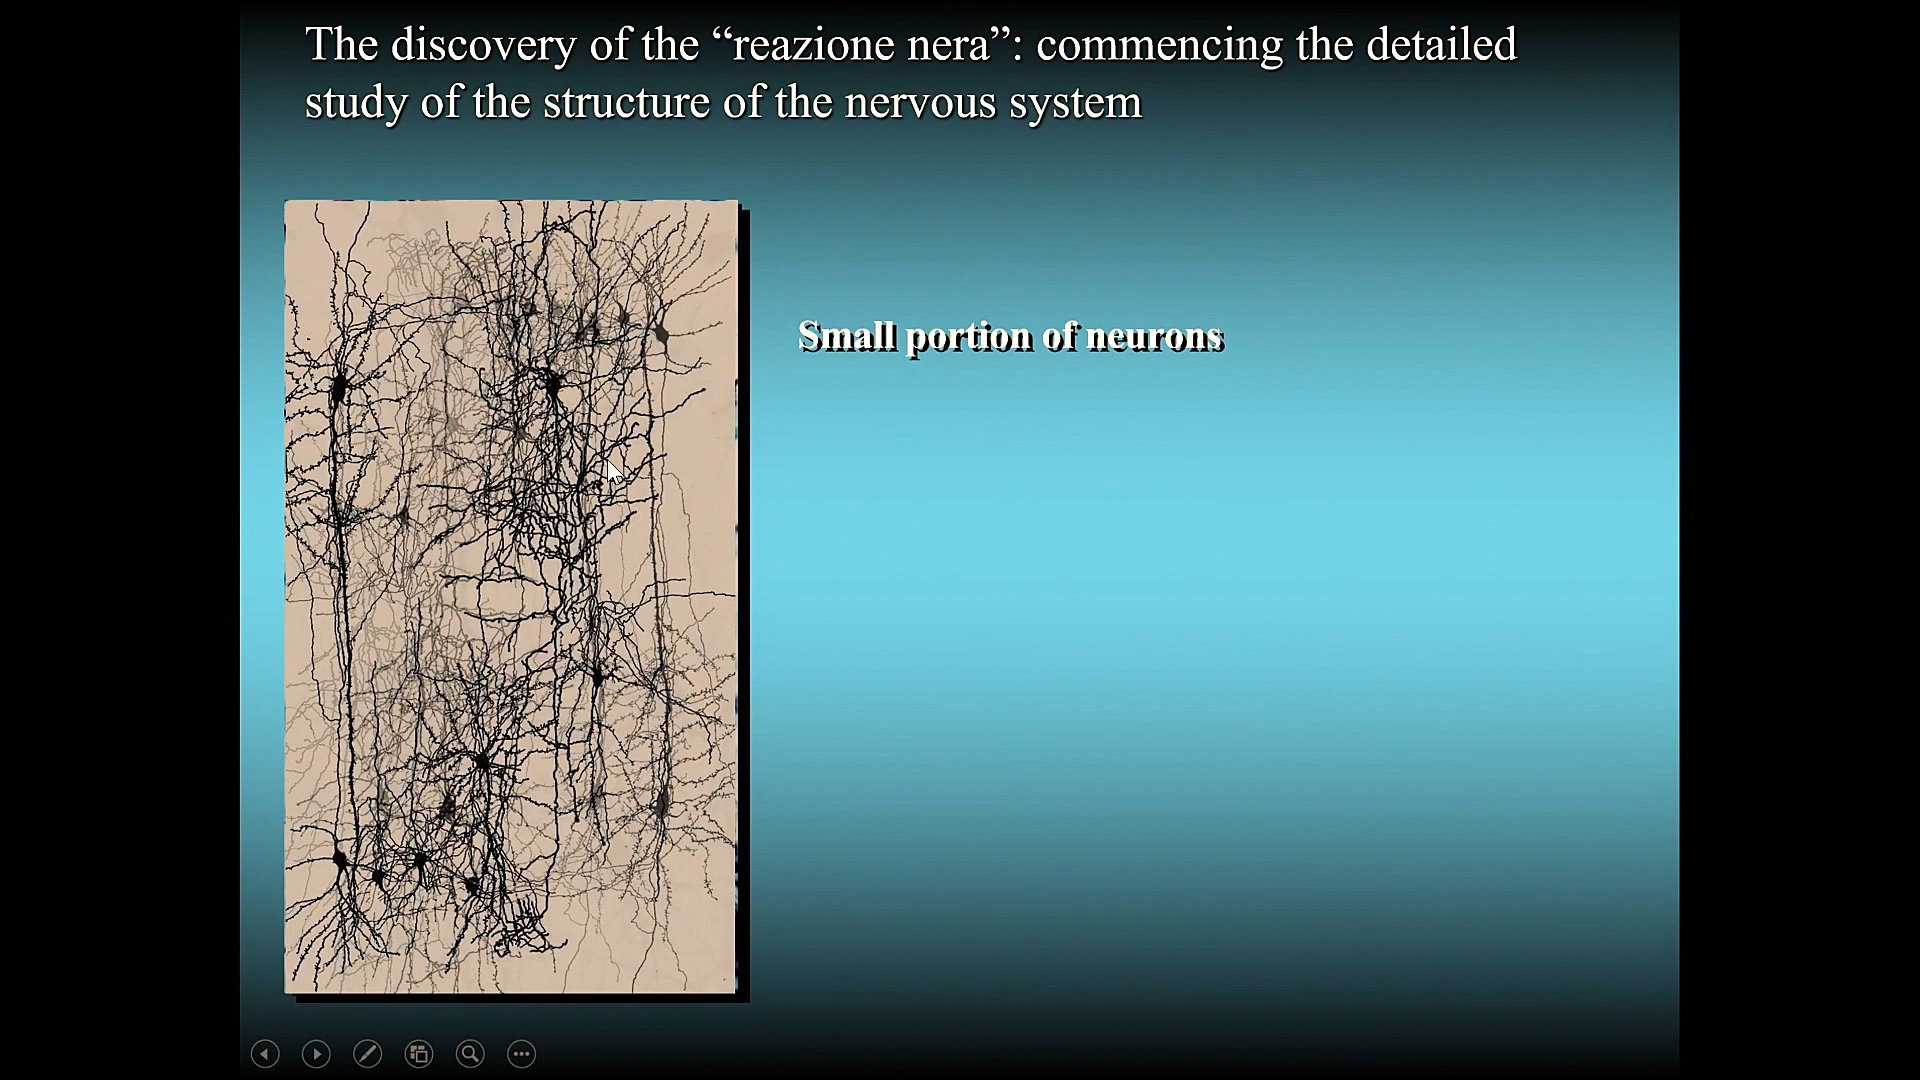 The discovery of the “reazione nera”: commencing the detailed
study of the structure of the nervous system
Small portion of neurons